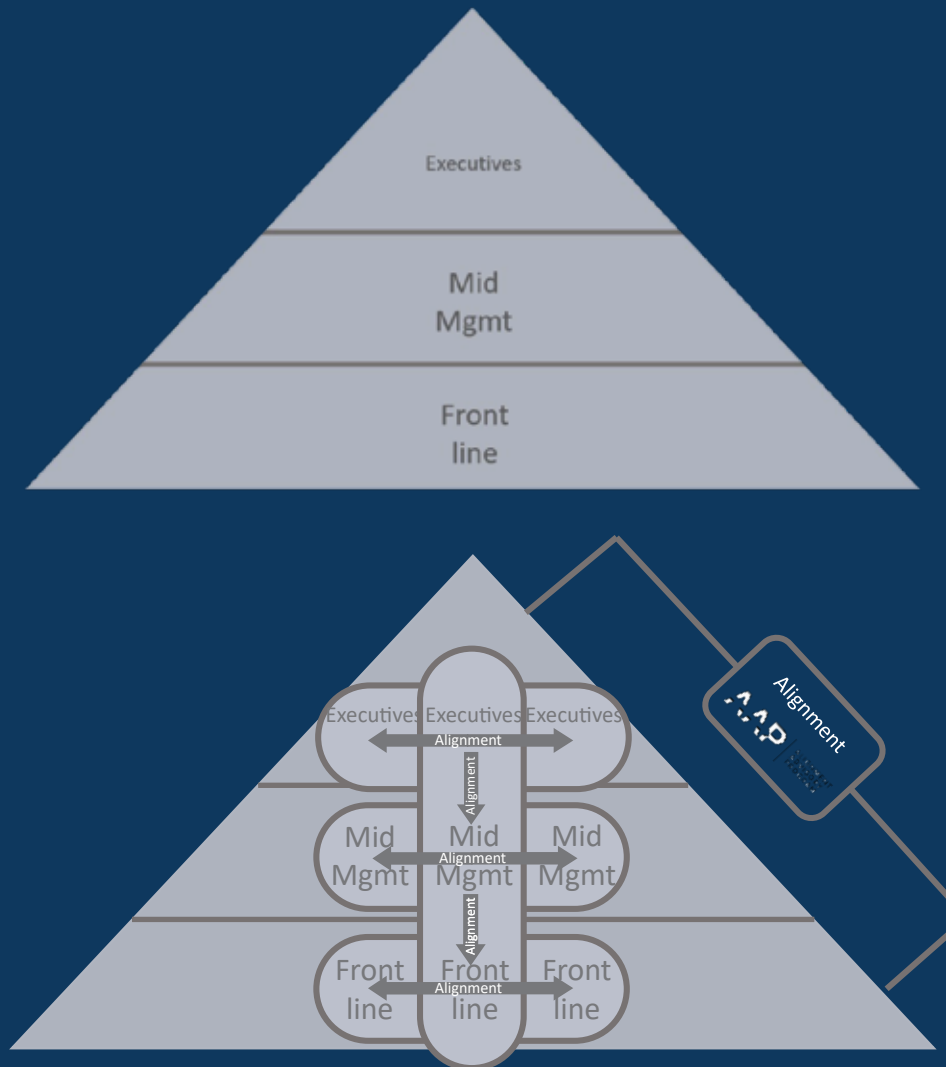 Executives
Mid
Mgmt
Front
line
Alignment
AAP
Executives Executives Executives
Alignment
Alignment
Mid Mid Mid
Mgmt Mgmt Mgmt
Alignment
Alignment
Front Front Front
Alignment
line line line